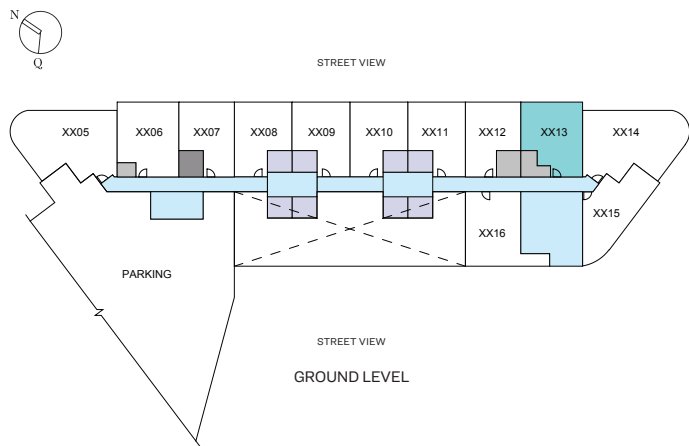 N
Q
STREET VIEW
XX05 XX06 XX07 XX08 XX09 XX10 XX11 XX12 XX13 XX14
XX15
XX16
PARKING
STREET VIEW
GROUND LEVEL